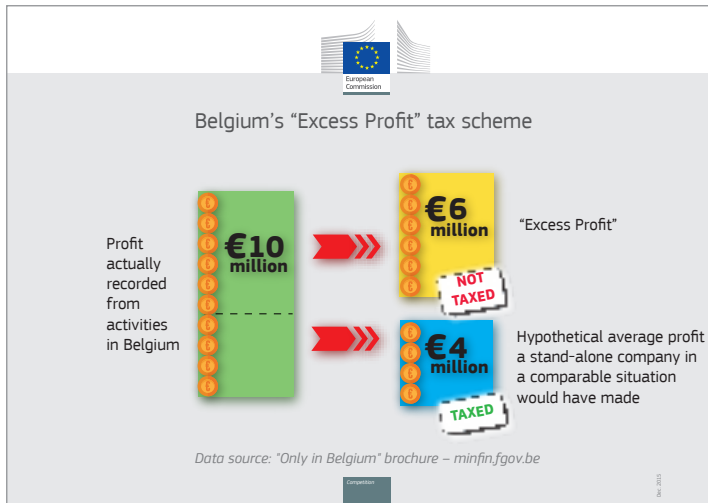 European
Commission
Belgium's “Excess Profit” tax scheme
Profit
actually
recorded
from
activities
in Belgium
€10
million
€6
million
NOT
TAXED
“Excess Profit”
€4
million
TAXED
Hypothetical average profit
a stand-alone company in
a comparable situation
would have made
Data source: "Only in Belgium" brochure – minfin.fgov.be
Competition
Dec. 2015